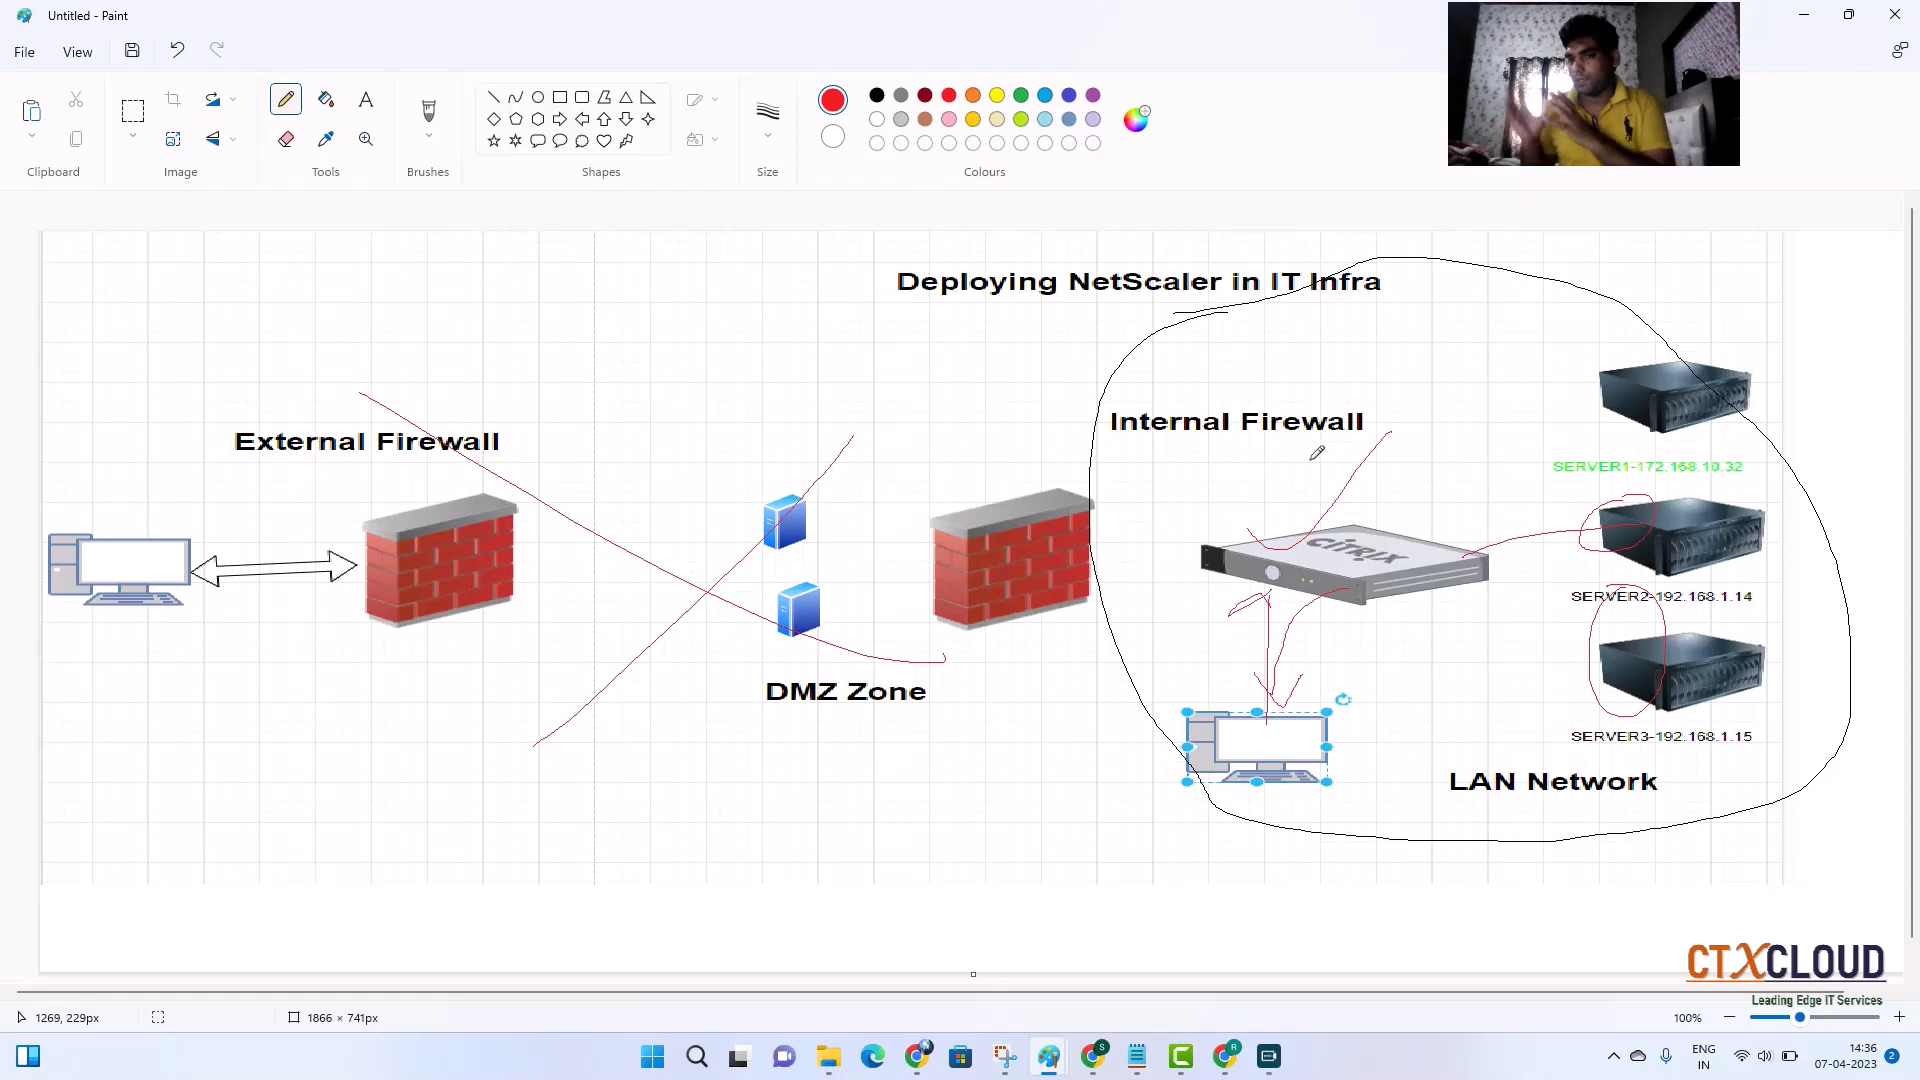 Untitled - Paint
File
View
Clipboard
Image
Tools
Brushes
Shapes
Size
Colours
Deploying NetScaler in IT Infra
External Firewall
Internal Firewall
SERVER1-172.168.10.32
CITRIX
SERVER2-192.168.1.14
DMZ Zone
SERVER3-192.168.1.15
LAN Network
CTXCLOUD
Leading Edge IT Services
1269, 229px
1866 × 741px
100%
ENG
IN
14:36
07-04-2023
2